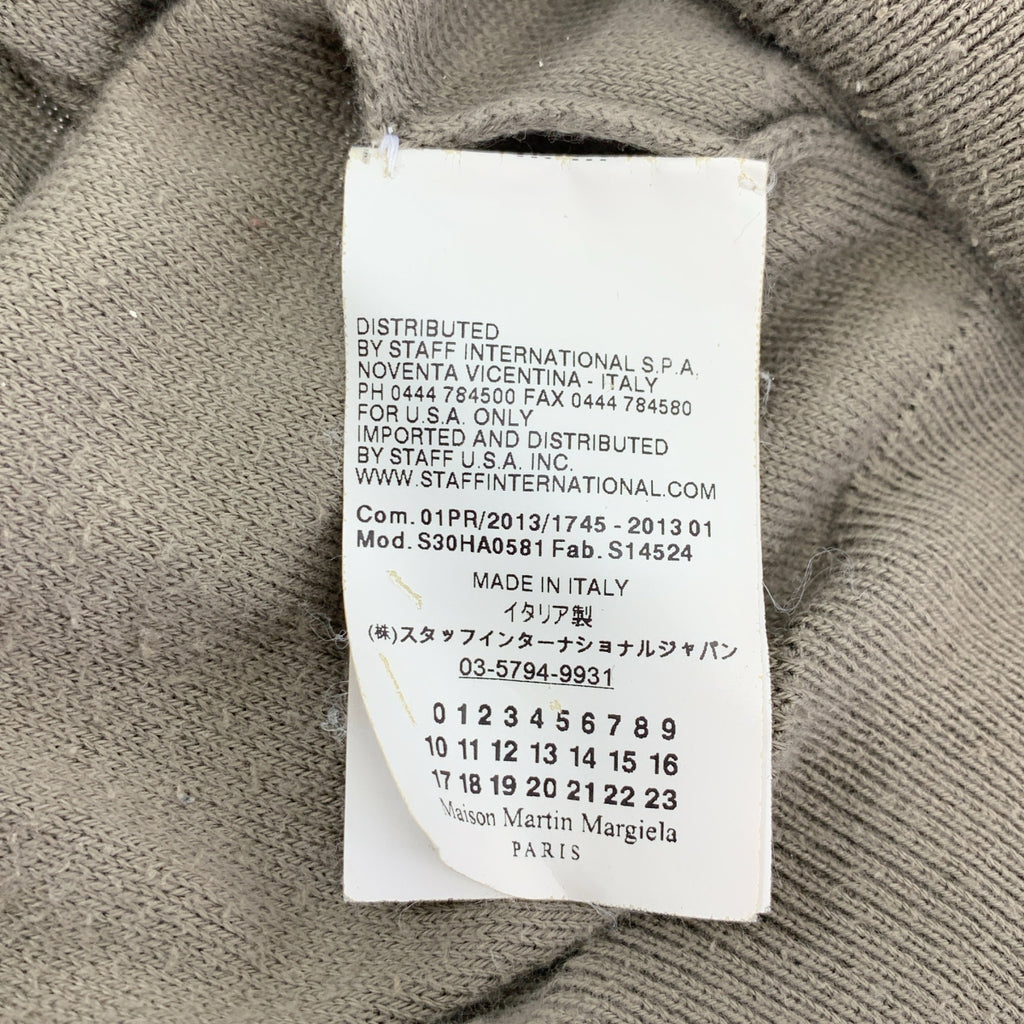 DISTRIBUTED
BY STAFF INTERNATIONAL S.P.A.
NOVENTA VICENTINA - ITALY
PH 0444 784500 FAX 0444 784580
FOR U.S.A. ONLY
IMPORTED AND DISTRIBUTED
BY STAFF U.S.A. INC.
WWW.STAFFINTERNATIONAL.COM
Com. 01PR/2013/1745 - 2013 01
Mod. S30HA0581 Fab. S14524
MADE IN ITALY
イタリア製
(株)スタッフインターナショナルジャパン
03-5794-9931
0 1 2 3 4 5 6 7 8 9
10 11 12 13 14 15 16
17 18 19 20 21 22 23
Maison Martin Margiela
PARIS